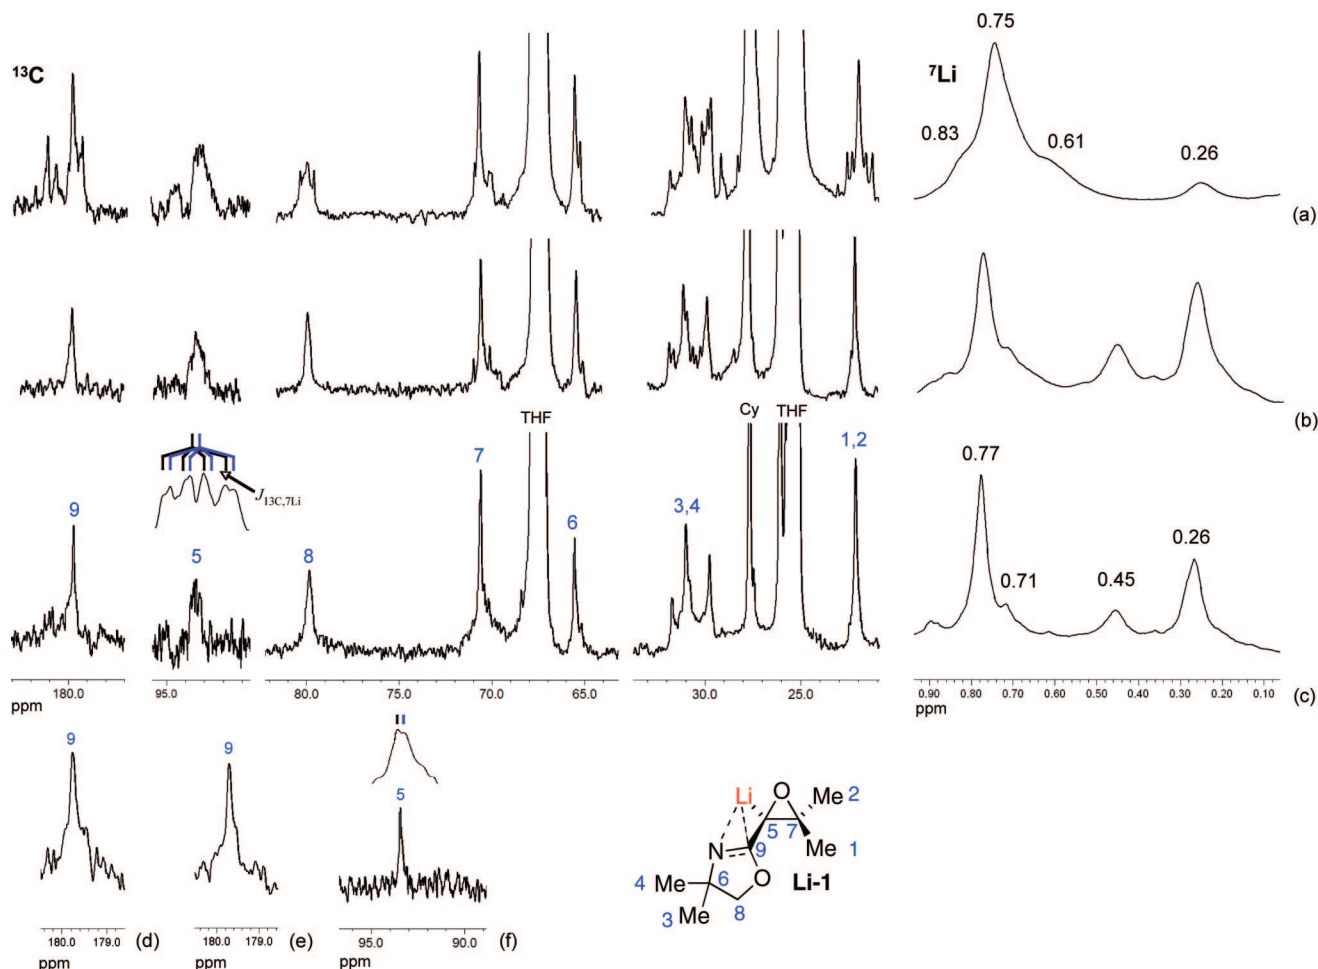 ¹³C
⁷Li
0.75
0.83
0.61
0.26
(a)
(b)
J13C,7Li
9
5
8
7
THF
6
3,4
Cy
THF
1,2
0.77
0.71
0.45
0.26
180.0
95.0
80.0 75.0 70.0 65.0
30.0 25.0
0.90 0.80 0.70 0.60 0.50 0.40 0.30 0.20 0.10
ppm
ppm
(c)
9
9
5
180.0 179.0
(d)
180.0 179.0
(e)
95.0 90.0
(f)
ppm
ppm
ppm
Li
O
Me 2
5
7
N
9
Me 1
O
Li-1
4 Me
6
Me
3
8